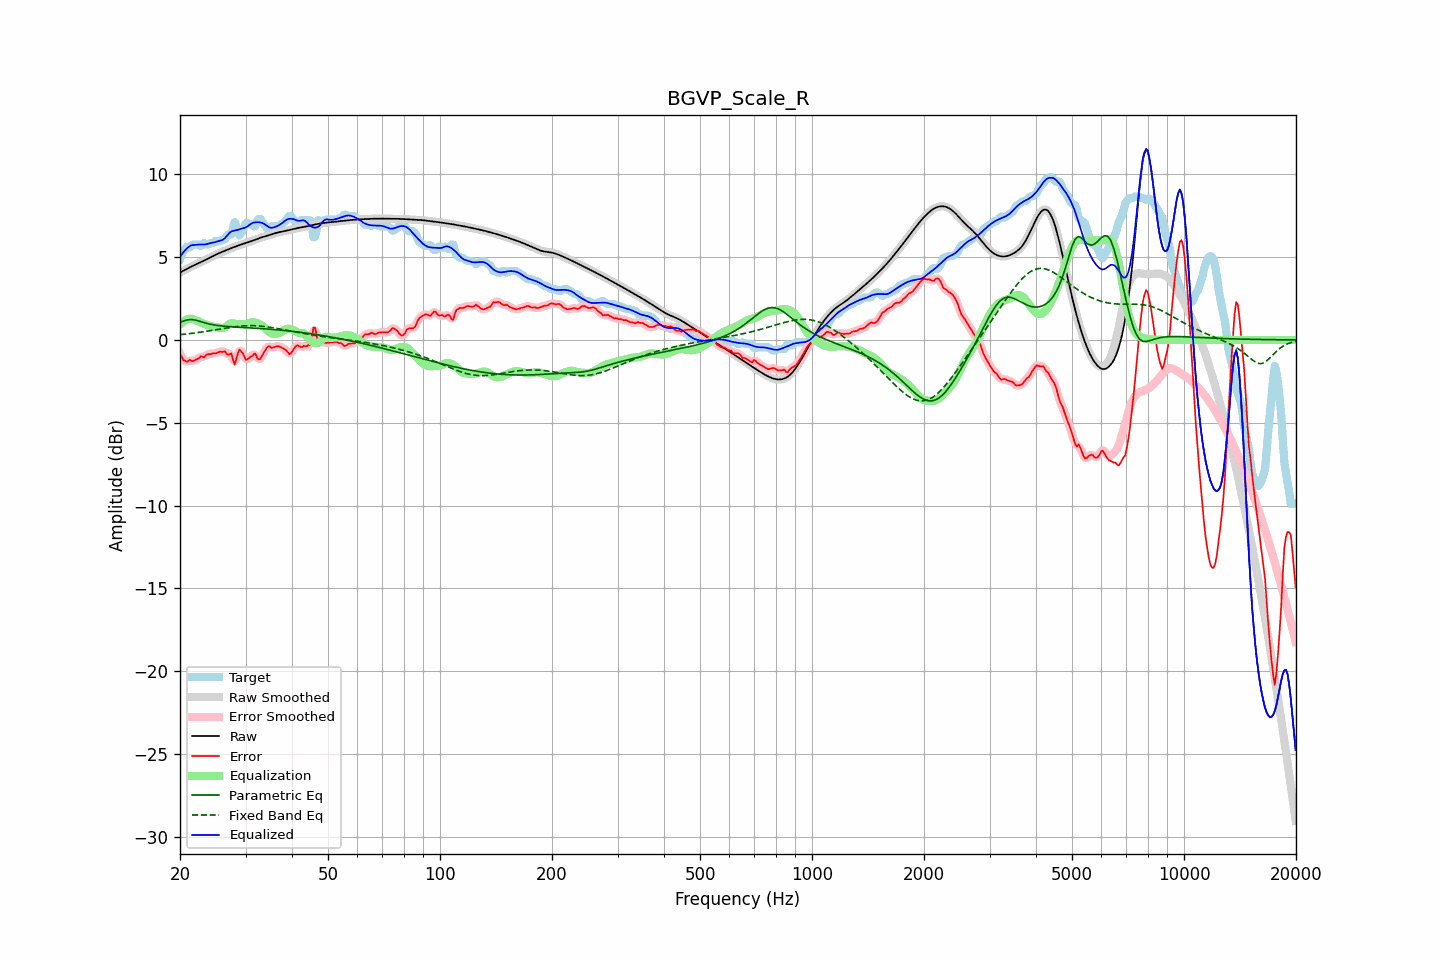 BGVP_Scale_R
Amplitude (dBr)
10
5
0
−5
−10
−15
−20
−25
−30
Target
Raw Smoothed
Error Smoothed
Raw
Error
Equalization
Parametric Eq
Fixed Band Eq
Equalized
20 50 100 200 500 1000 2000 5000 10000 20000
Frequency (Hz)